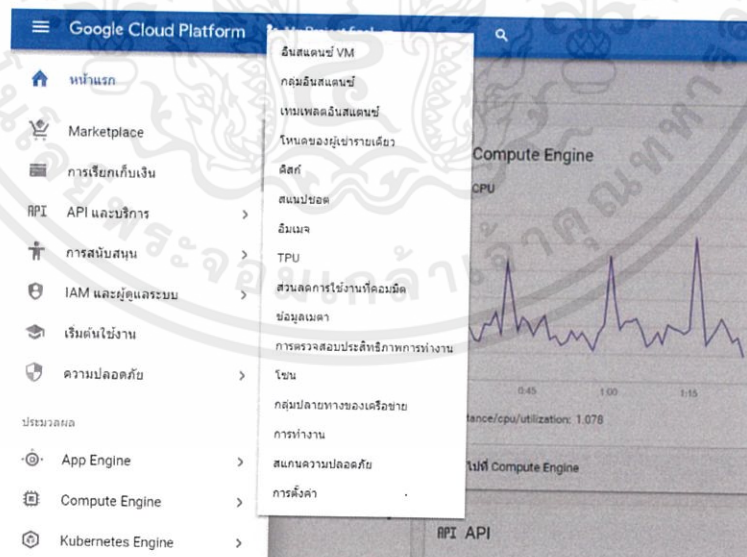 Google Cloud Platform
หน้าแรก
Marketplace
การเรียกเก็บเงิน
API API และบริการ
การสนับสนุน
IAM และผู้ดูแลระบบ
เริ่มต้นใช้งาน
ความปลอดภัย
ประมวลผล
App Engine
Compute Engine
Kubernetes Engine
อินสแตนซ์ VM
กลุ่มอินสแตนซ์
เทมเพลตอินสแตนซ์
โหนดของผู้เช่ารายเดียว
ดิสก์
สแนปชอต
อิมเมจ
TPU
ส่วนลดการใช้งานที่คอมมิต
ข้อมูลเมตา
การตรวจสอบประสิทธิภาพการทำงาน
โซน
กลุ่มปลายทางของเครือข่าย
การทำงาน
สแกนความปลอดภัย
การตั้งค่า
Compute Engine
CPU
0:45 1:00 1:15
tance/cpu/utilization: 1.078
ไปที่ Compute Engine
API API